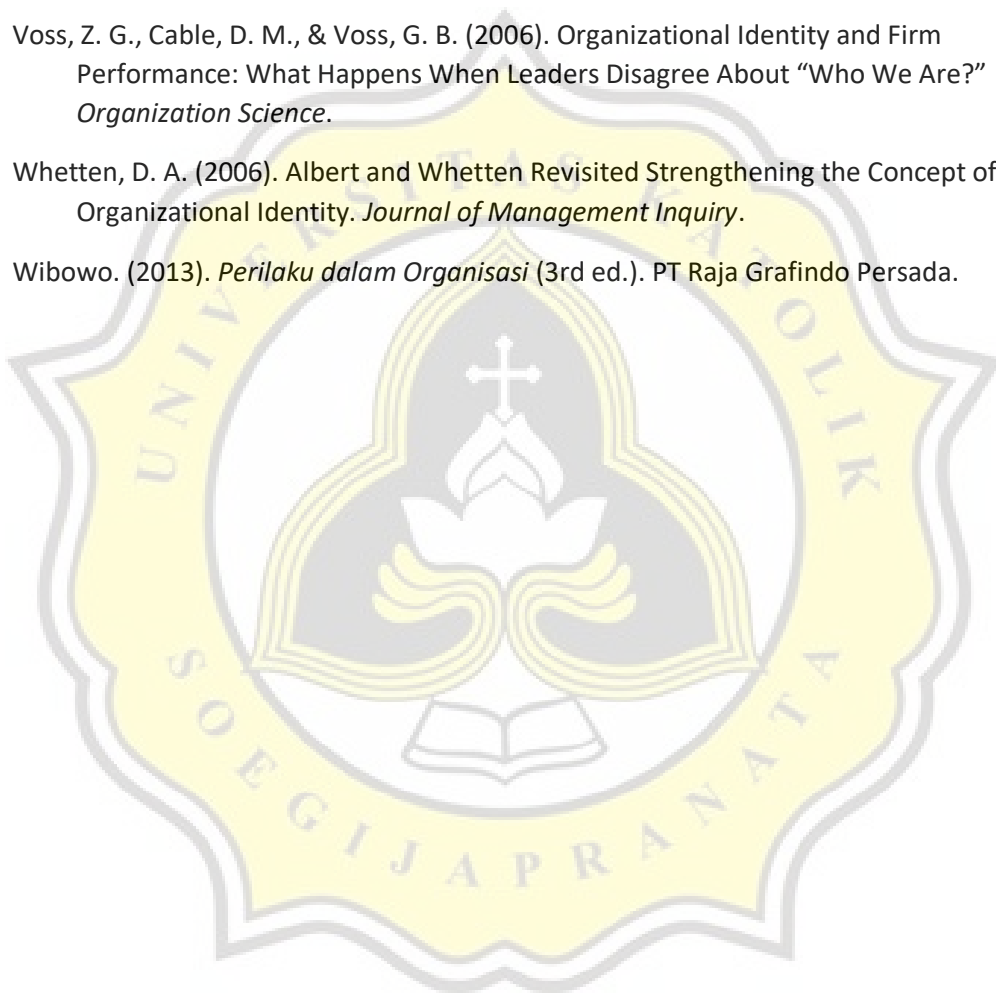 Voss, Z. G., Cable, D. M., & Voss, G. B. (2006). Organizational Identity and Firm
Performance: What Happens When Leaders Disagree About “Who We Are?”
Organization Science.
Whetten, D. A. (2006). Albert and Whetten Revisited Strengthening the Concept of
Organizational Identity. Journal of Management Inquiry.
Wibowo. (2013). Perilaku dalam Organisasi (3rd ed.). PT Raja Grafindo Persada.
UNIVERSITAS KATOLIK
SOEGIJAPRANATA